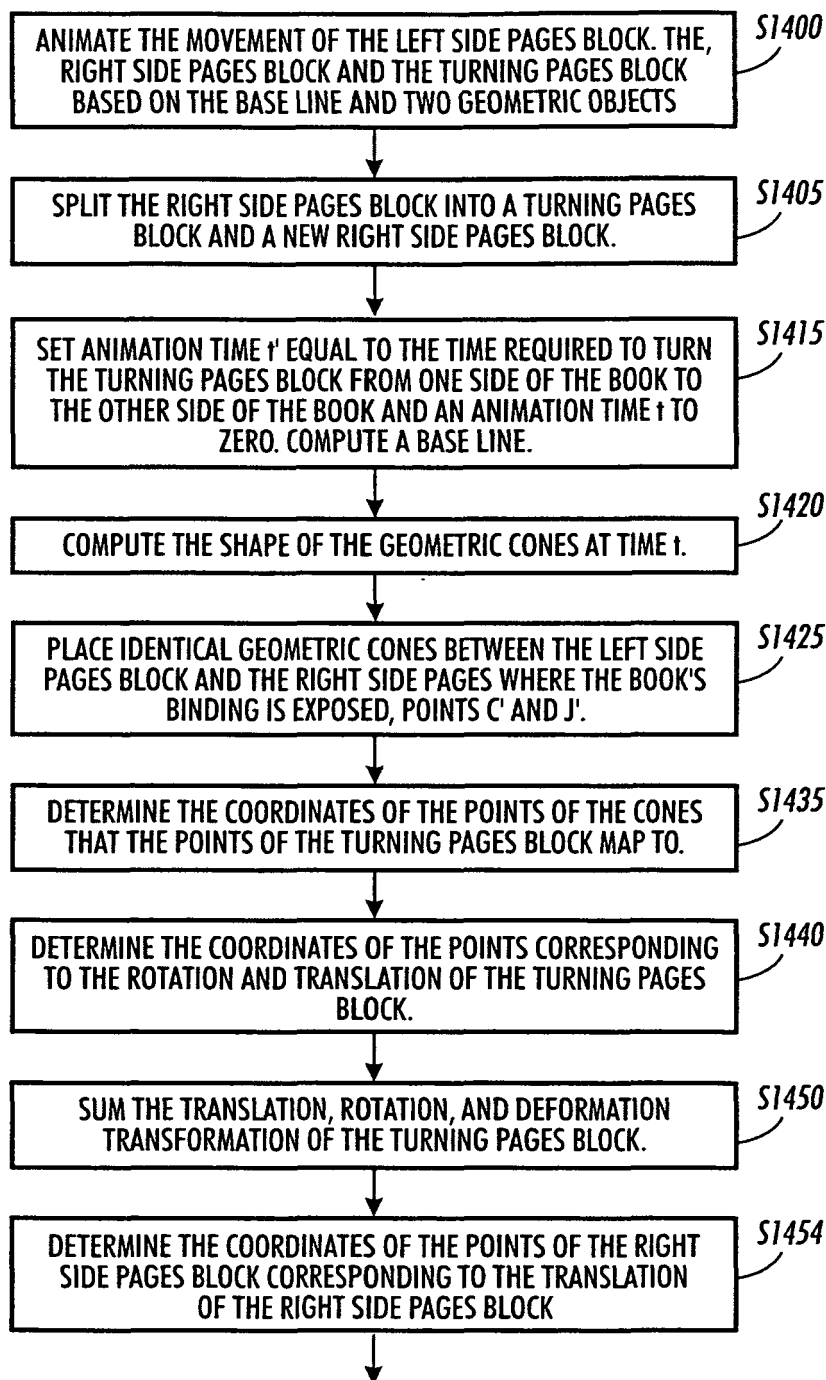 S1400
ANIMATE THE MOVEMENT OF THE LEFT SIDE PAGES BLOCK. THE,
RIGHT SIDE PAGES BLOCK AND THE TURNING PAGES BLOCK
BASED ON THE BASE LINE AND TWO GEOMETRIC OBJECTS
S1405
SPLIT THE RIGHT SIDE PAGES BLOCK INTO A TURNING PAGES
BLOCK AND A NEW RIGHT SIDE PAGES BLOCK.
S1415
SET ANIMATION TIME t' EQUAL TO THE TIME REQUIRED TO TURN
THE TURNING PAGES BLOCK FROM ONE SIDE OF THE BOOK TO
THE OTHER SIDE OF THE BOOK AND AN ANIMATION TIME t TO
ZERO. COMPUTE A BASE LINE.
S1420
COMPUTE THE SHAPE OF THE GEOMETRIC CONES AT TIME t.
S1425
PLACE IDENTICAL GEOMETRIC CONES BETWEEN THE LEFT SIDE
PAGES BLOCK AND THE RIGHT SIDE PAGES WHERE THE BOOK'S
BINDING IS EXPOSED, POINTS C' AND J'.
S1435
DETERMINE THE COORDINATES OF THE POINTS OF THE CONES
THAT THE POINTS OF THE TURNING PAGES BLOCK MAP TO.
S1440
DETERMINE THE COORDINATES OF THE POINTS CORRESPONDING
TO THE ROTATION AND TRANSLATION OF THE TURNING PAGES
BLOCK.
S1450
SUM THE TRANSLATION, ROTATION, AND DEFORMATION
TRANSFORMATION OF THE TURNING PAGES BLOCK.
S1454
DETERMINE THE COORDINATES OF THE POINTS OF THE RIGHT
SIDE PAGES BLOCK CORRESPONDING TO THE TRANSLATION
OF THE RIGHT SIDE PAGES BLOCK